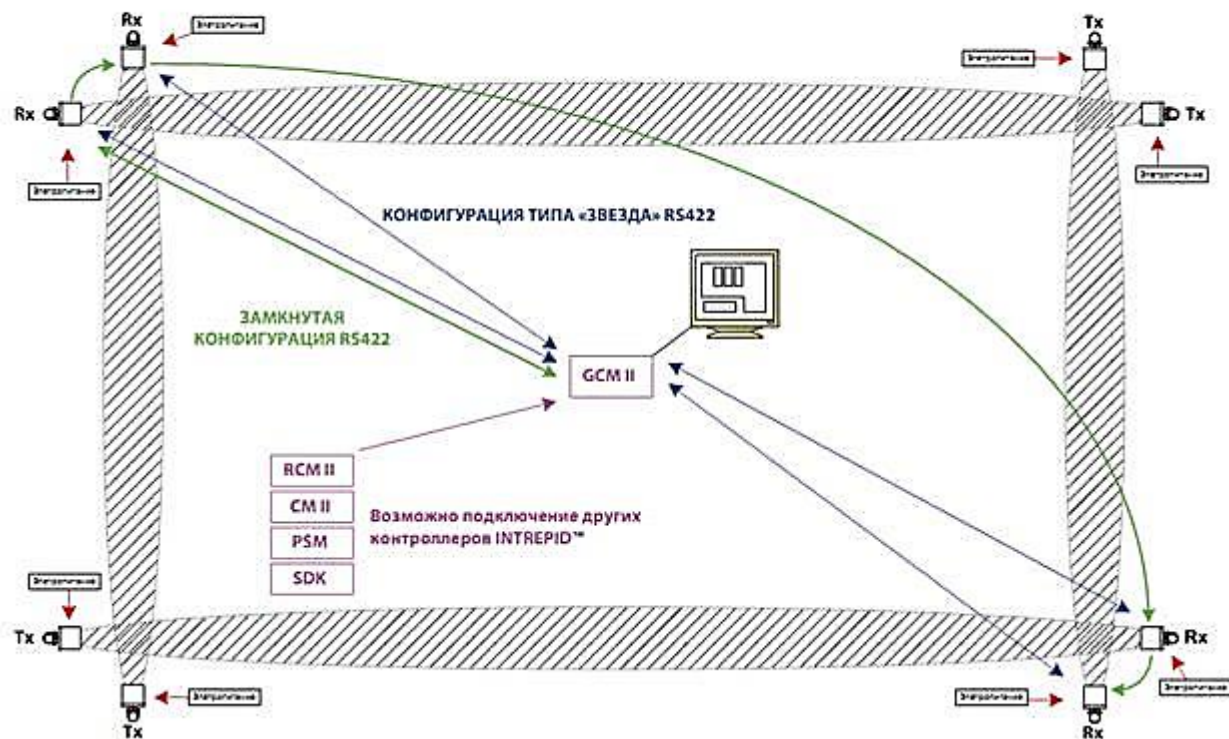 Rx
Tx
Rx
Tx
КОНФИГУРАЦИЯ ТИПА «ЗВЕЗДА» RS422
ЗАМКНУТАЯ
КОНФИГУРАЦИЯ RS422
GCM II
RCM II
CM II
PSM
SDK
Возможно подключение других
контроллеров INTREPID™
Tx
Rx
Tx
Rx